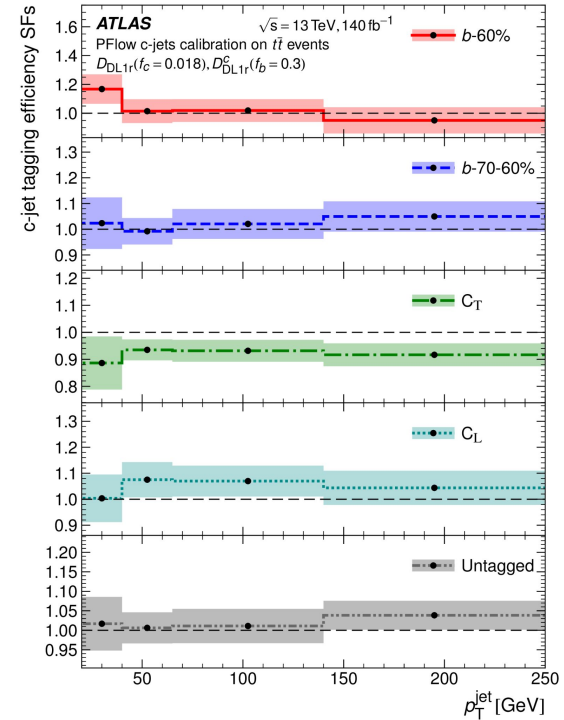 c-jet tagging efficiency SFs
ATLAS √s = 13 TeV, 140 fb⁻¹
PFlow c-jets calibration on tt̄ events
D_DL1r(f_c = 0.018), D^c_DL1r(f_b = 0.3)
b-60%
1.6
1.4
1.2
1.0
b-70-60%
1.3
1.2
1.1
1.0
0.9
C_T
1.2
1.1
1.0
0.9
0.8
C_L
1.3
1.2
1.1
1.0
0.9
Untagged
1.20
1.15
1.10
1.05
1.00
0.95
50 100 150 200 250
p_T^jet [GeV]